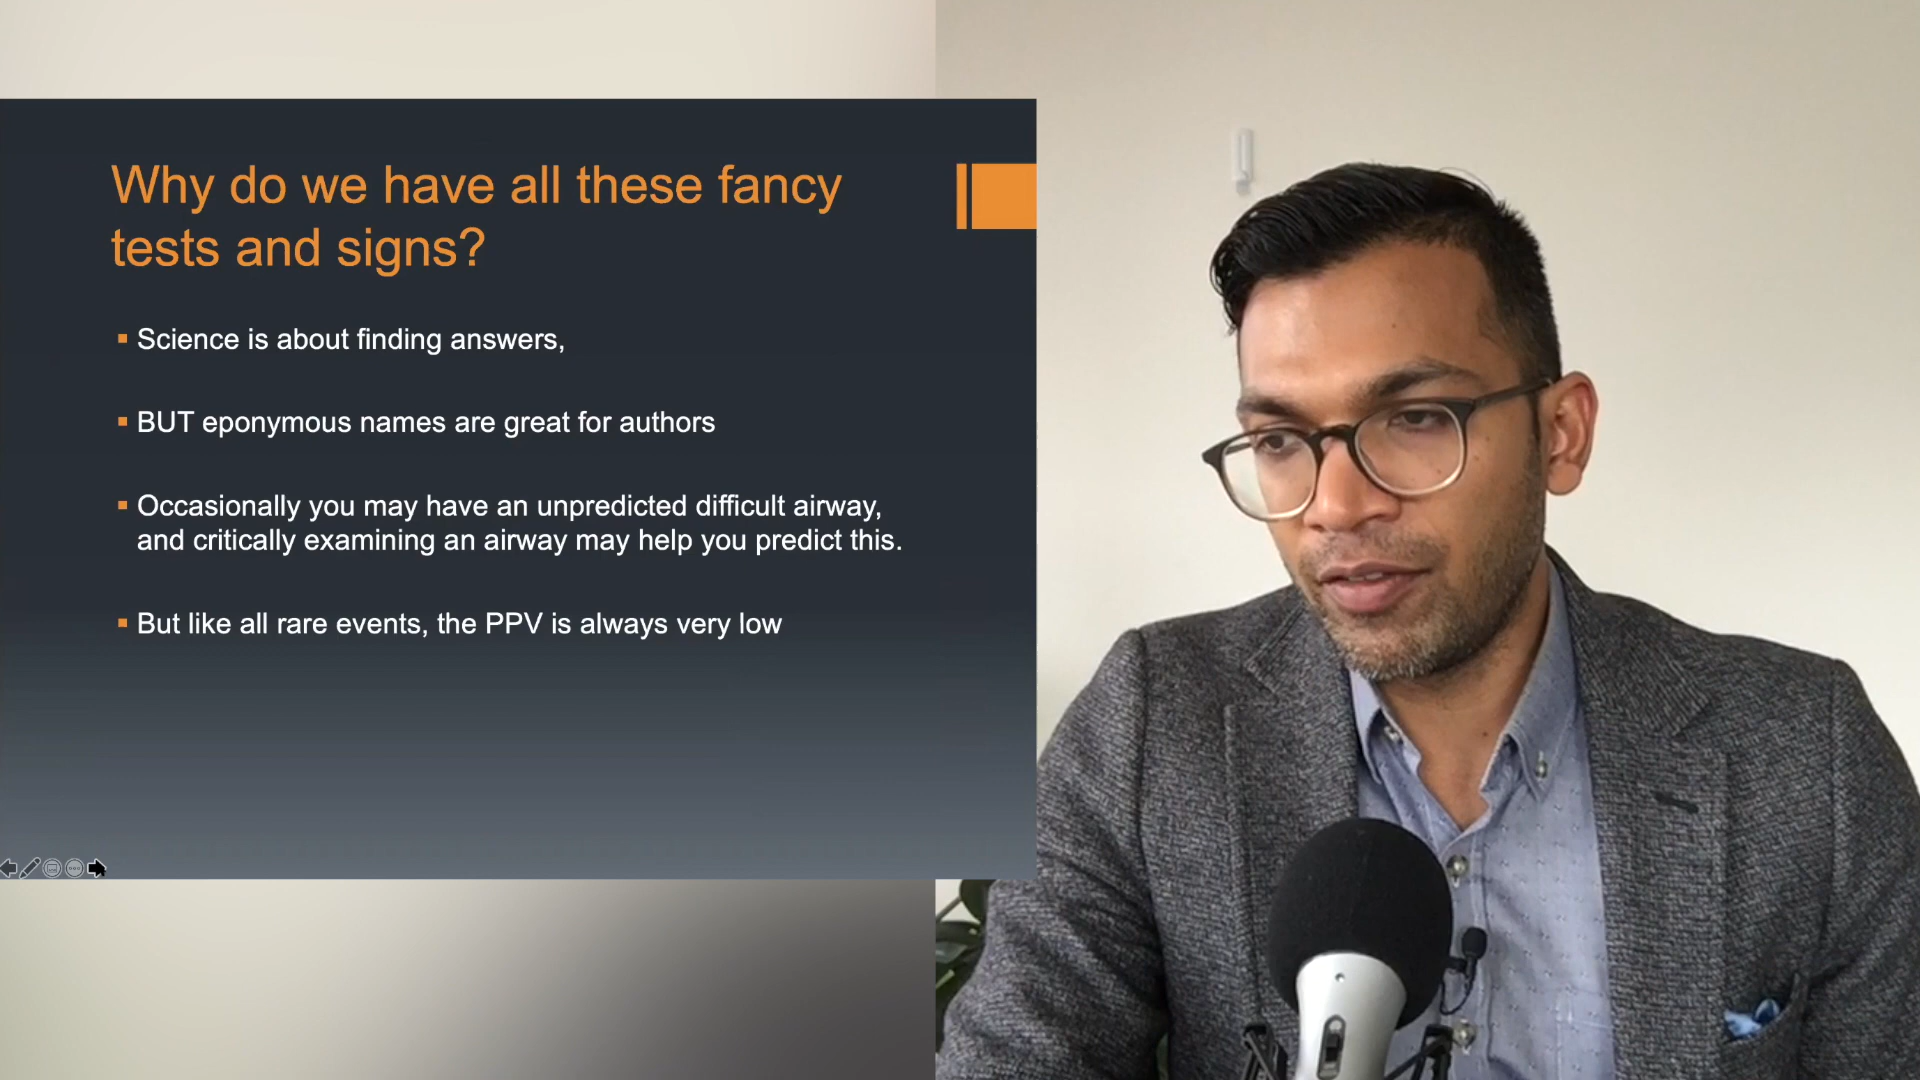 Why do we have all these fancy
tests and signs?
Science is about finding answers,
BUT eponymous names are great for authors
Occasionally you may have an unpredicted difficult airway,
and critically examining an airway may help you predict this.
But like all rare events, the PPV is always very low